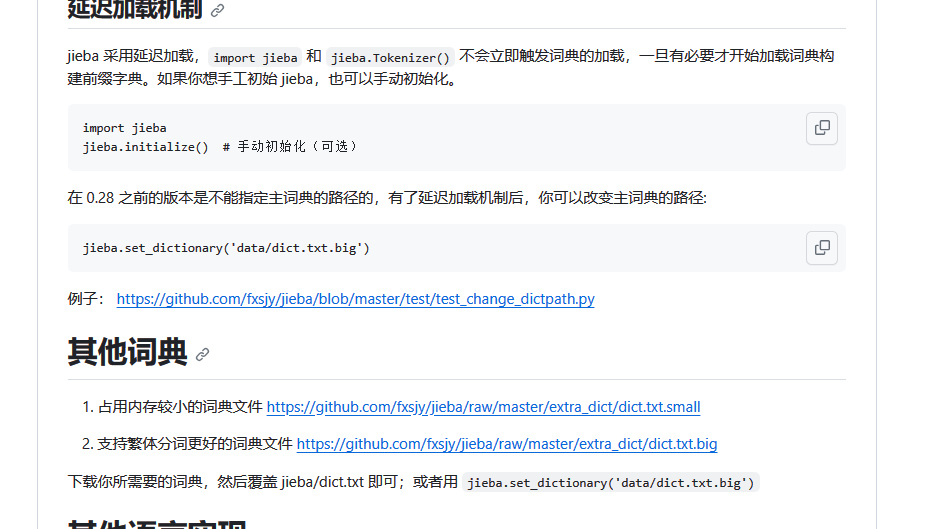 延迟加载机制
jieba 采用延迟加载，import jieba 和 jieba.Tokenizer() 不会立即触发词典的加载，一旦有必要才开始加载词典构
建前缀字典。如果你想手工初始 jieba，也可以手动初始化。
import jieba
jieba.initialize()  # 手动初始化（可选）
在 0.28 之前的版本是不能指定主词典的路径的，有了延迟加载机制后，你可以改变主词典的路径:
jieba.set_dictionary('data/dict.txt.big')
例子： https://github.com/fxsjy/jieba/blob/master/test/test_change_dictpath.py
其他词典
1. 占用内存较小的词典文件 https://github.com/fxsjy/jieba/raw/master/extra_dict/dict.txt.small
2. 支持繁体分词更好的词典文件 https://github.com/fxsjy/jieba/raw/master/extra_dict/dict.txt.big
下载你所需要的词典，然后覆盖 jieba/dict.txt 即可；或者用 jieba.set_dictionary('data/dict.txt.big')
其他语言实现